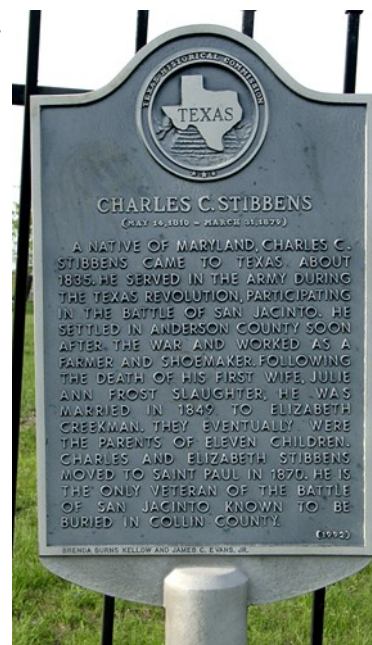 TEXAS HISTORICAL COMMISSION
TEXAS
CHARLES C. STIBBENS
(MAY 14, 1810 – MARCH 31, 1879)
A NATIVE OF MARYLAND, CHARLES C.
STIBBENS CAME TO TEXAS ABOUT
1835. HE SERVED IN THE ARMY DURING
THE TEXAS REVOLUTION, PARTICIPATING
IN THE BATTLE OF SAN JACINTO. HE
SETTLED IN ANDERSON COUNTY SOON
AFTER THE WAR AND WORKED AS A
FARMER AND SHOEMAKER. FOLLOWING
THE DEATH OF HIS FIRST WIFE, JULIE
ANN FROST SLAUGHTER, HE WAS
MARRIED IN 1849 TO ELIZABETH
CREEKMAN. THEY EVENTUALLY WERE
THE PARENTS OF ELEVEN CHILDREN.
CHARLES AND ELIZABETH STIBBENS
MOVED TO SAINT PAUL IN 1870. HE IS
THE ONLY VETERAN OF THE BATTLE
OF SAN JACINTO KNOWN TO BE
BURIED IN COLLIN COUNTY.
(1992)
BRENDA BURNS KELLOW AND JAMES C. EVANS, JR.